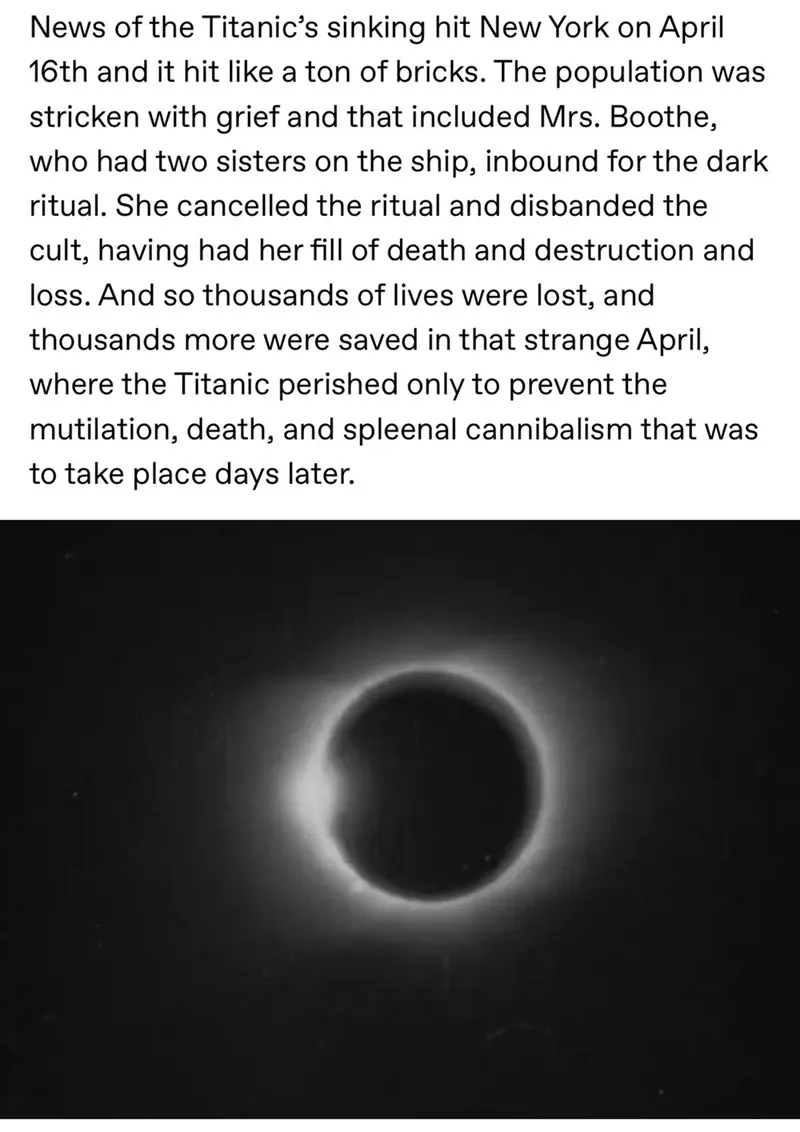 News of the Titanic’s sinking hit New York on April
16th and it hit like a ton of bricks. The population was
stricken with grief and that included Mrs. Boothe,
who had two sisters on the ship, inbound for the dark
ritual. She cancelled the ritual and disbanded the
cult, having had her fill of death and destruction and
loss. And so thousands of lives were lost, and
thousands more were saved in that strange April,
where the Titanic perished only to prevent the
mutilation, death, and spleenal cannibalism that was
to take place days later.